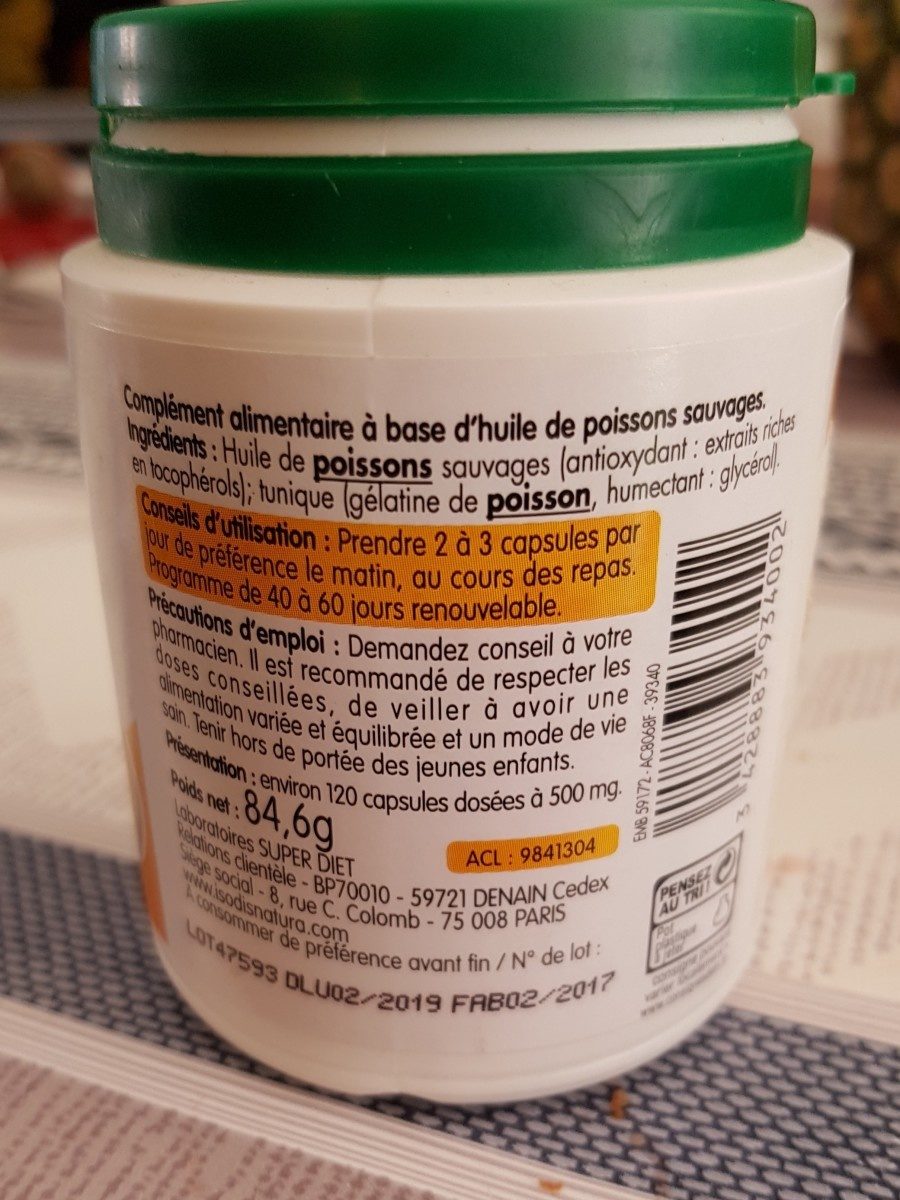 Complément alimentaire à base d'huile de poissons sauvages.
Ingrédients : Huile de poissons sauvages (antioxydant : extraits riches
en tocophérols); tunique (gélatine de poisson, humectant : glycérol).
Conseils d'utilisation : Prendre 2 à 3 capsules par
jour de préférence le matin, au cours des repas.
Programme de 40 à 60 jours renouvelable.
Précautions d'emploi : Demandez conseil à votre
pharmacien. Il est recommandé de respecter les
doses conseillées, de veiller à avoir une
alimentation variée et équilibrée et un mode de vie
sain. Tenir hors de portée des jeunes enfants.
Présentation : environ 120 capsules dosées à 500 mg.
Poids net : 84,6g
ACL : 9841304
Laboratoires SUPER DIET
Relations clientèle - BP70010 - 59721 DENAIN Cedex
Siège social - 8, rue C. Colomb - 75 008 PARIS
www.isodisnatura.com
A consommer de préférence avant fin / N° de lot :
LOT47593 DLU02/2019 FAB02/2017
EMB 59172 - AC8068F : 39340
3 428883 934002
PENSEZ
AU TRI !
Pot
plastique
à jeter
consigne pouvant
varier localement